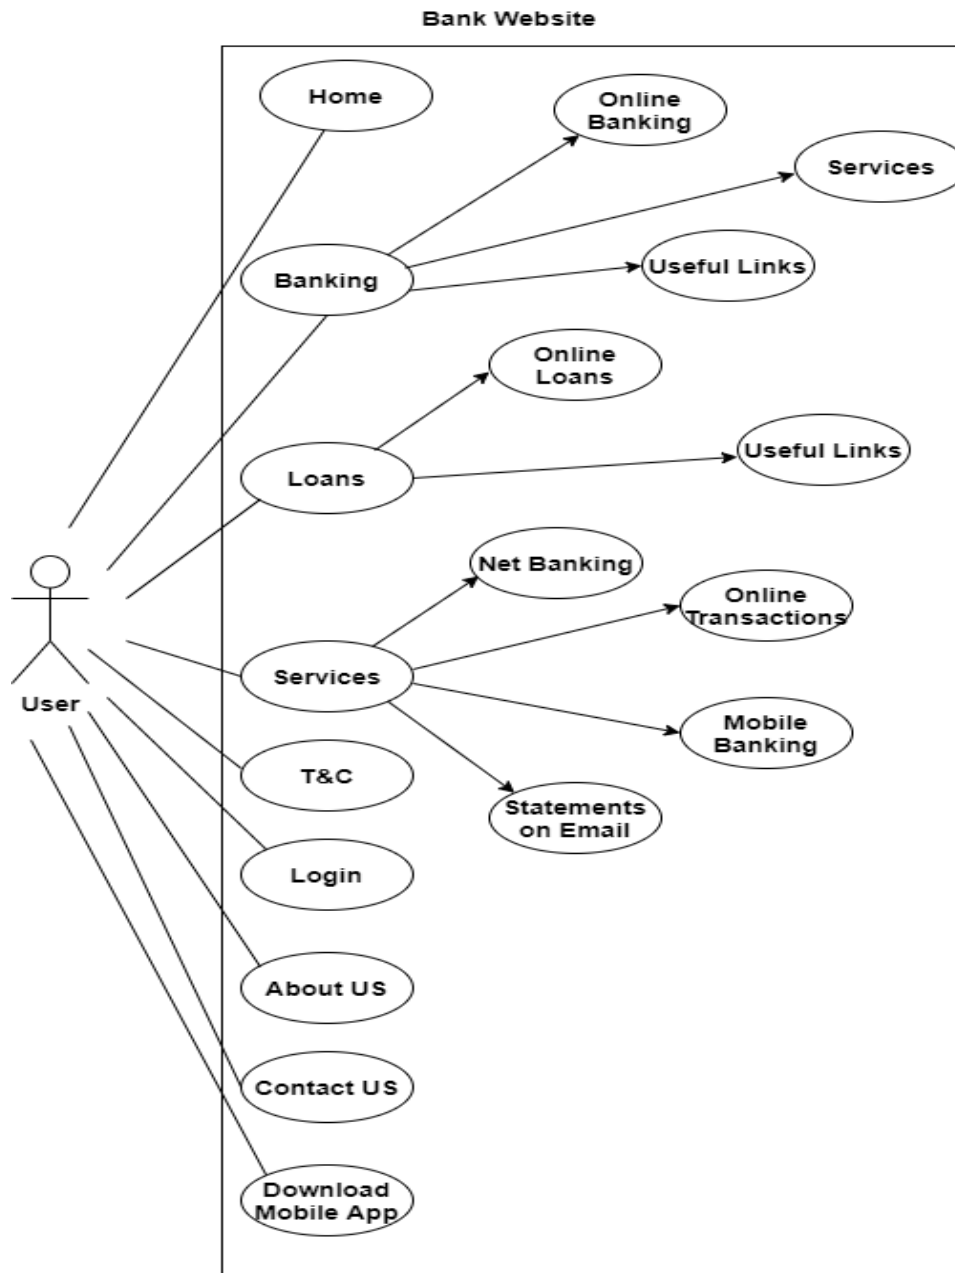 Bank Website
Home
Online
Banking
Services
Banking
Useful Links
Online
Loans
Loans
Useful Links
Net Banking
Online
Transactions
Services
User
Mobile
Banking
T&C
Statements
on Email
Login
About US
Contact US
Download
Mobile App